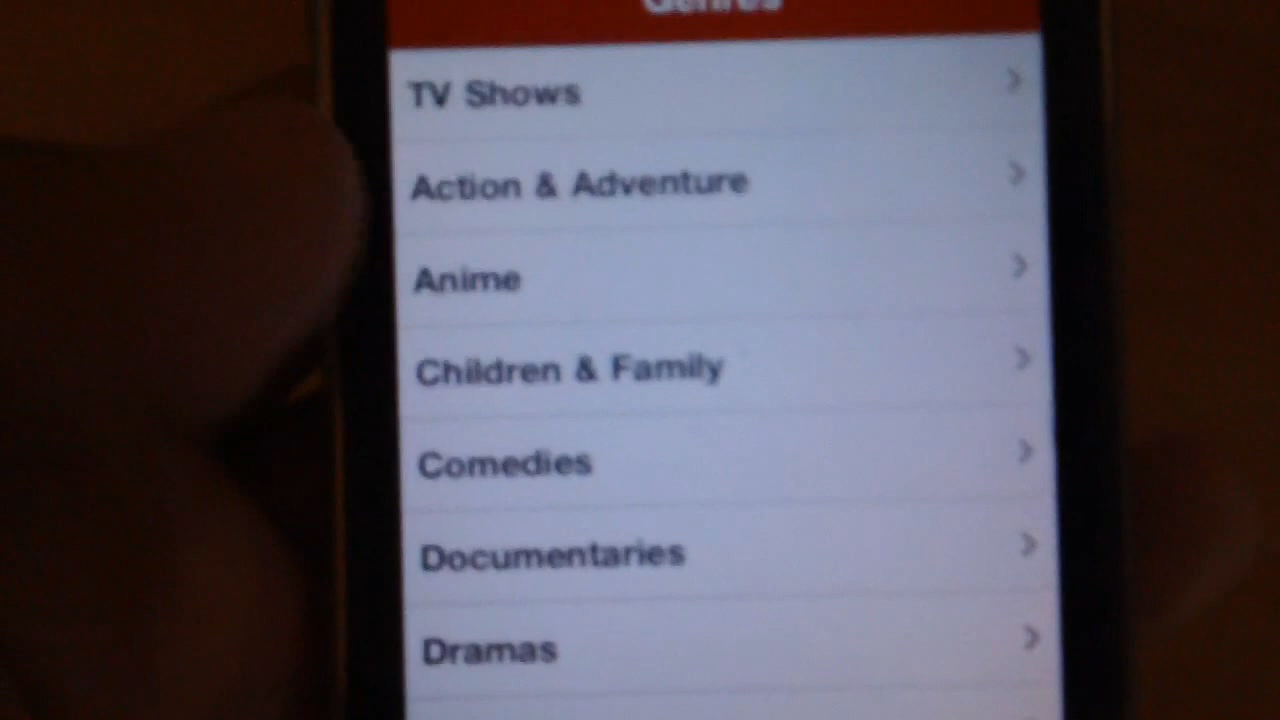 Genres
TV Shows
Action & Adventure
Anime
Children & Family
Comedies
Documentaries
Dramas